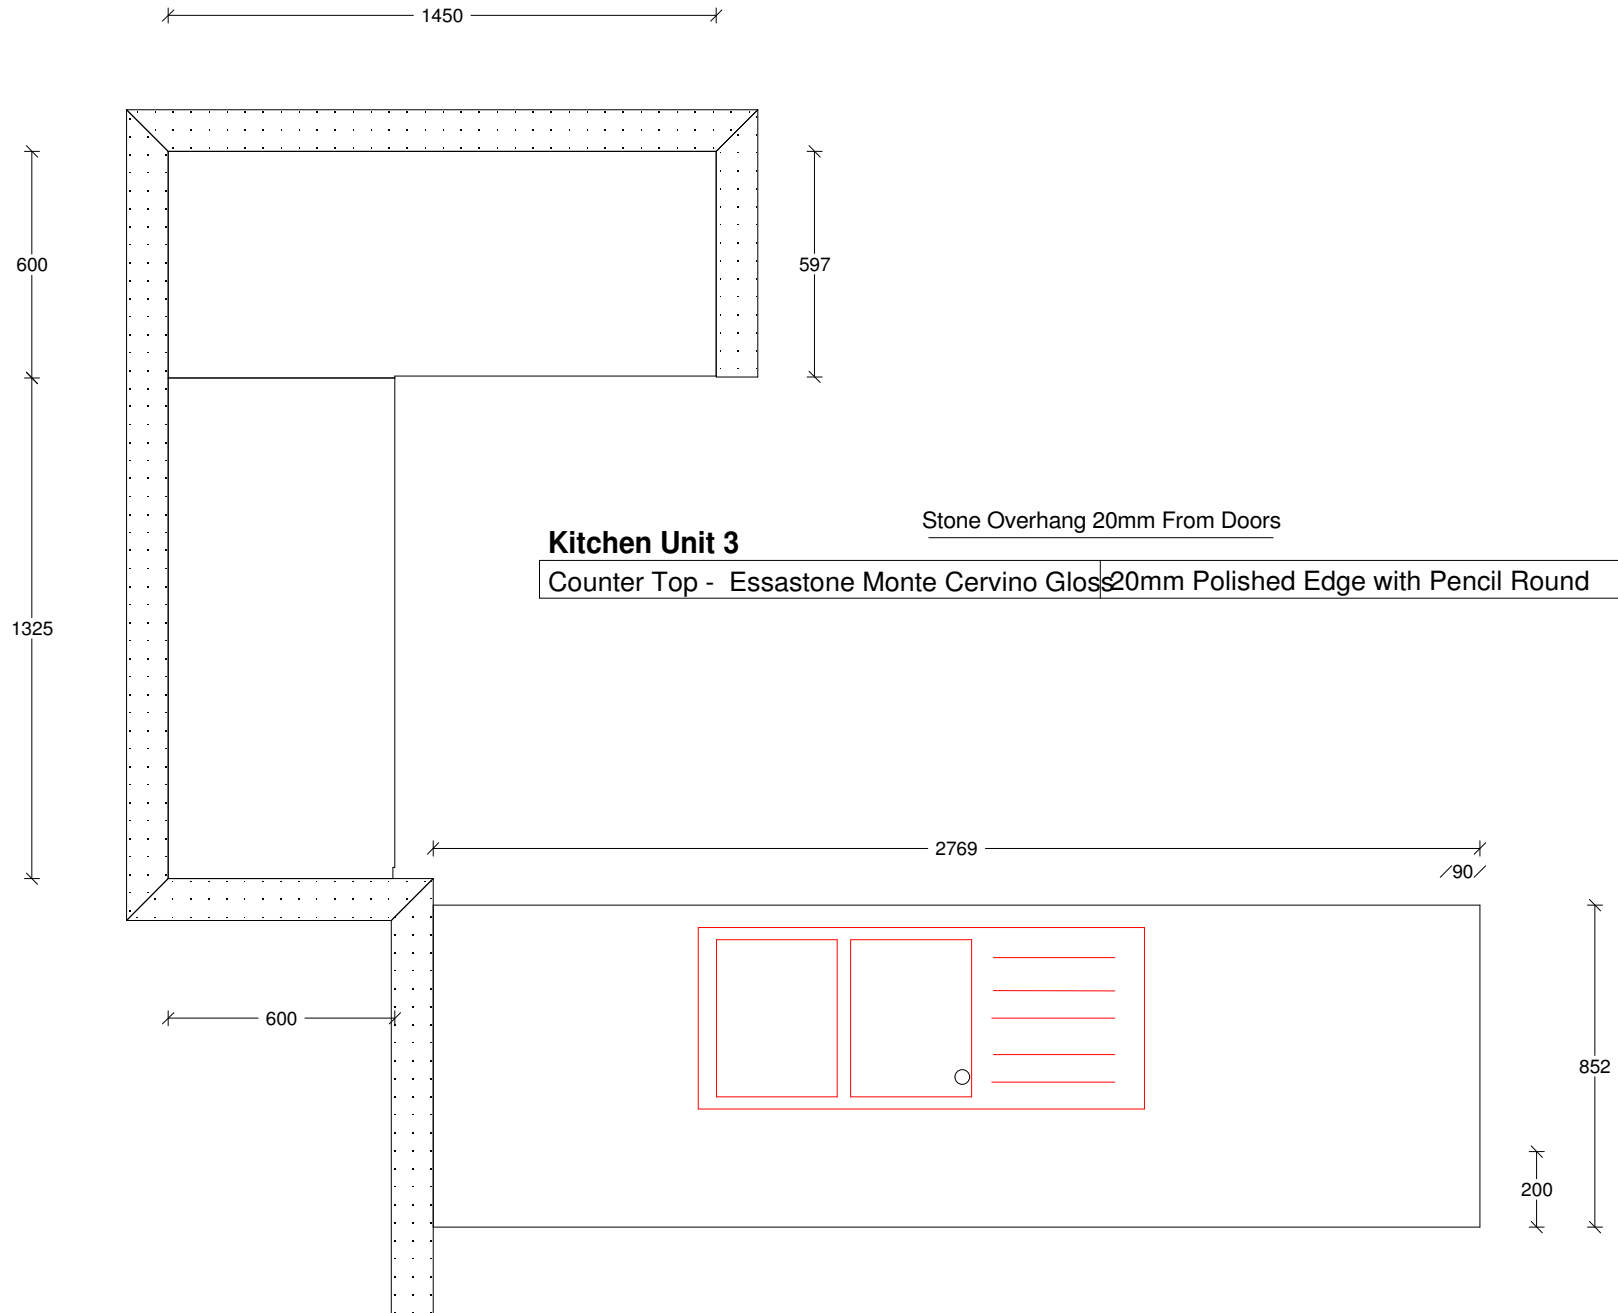 1450
600
597
Stone Overhang 20mm From Doors
Kitchen Unit 3
Counter Top - Essastone Monte Cervino Gloss
20mm Polished Edge with Pencil Round
1325
2769
90
600
852
200